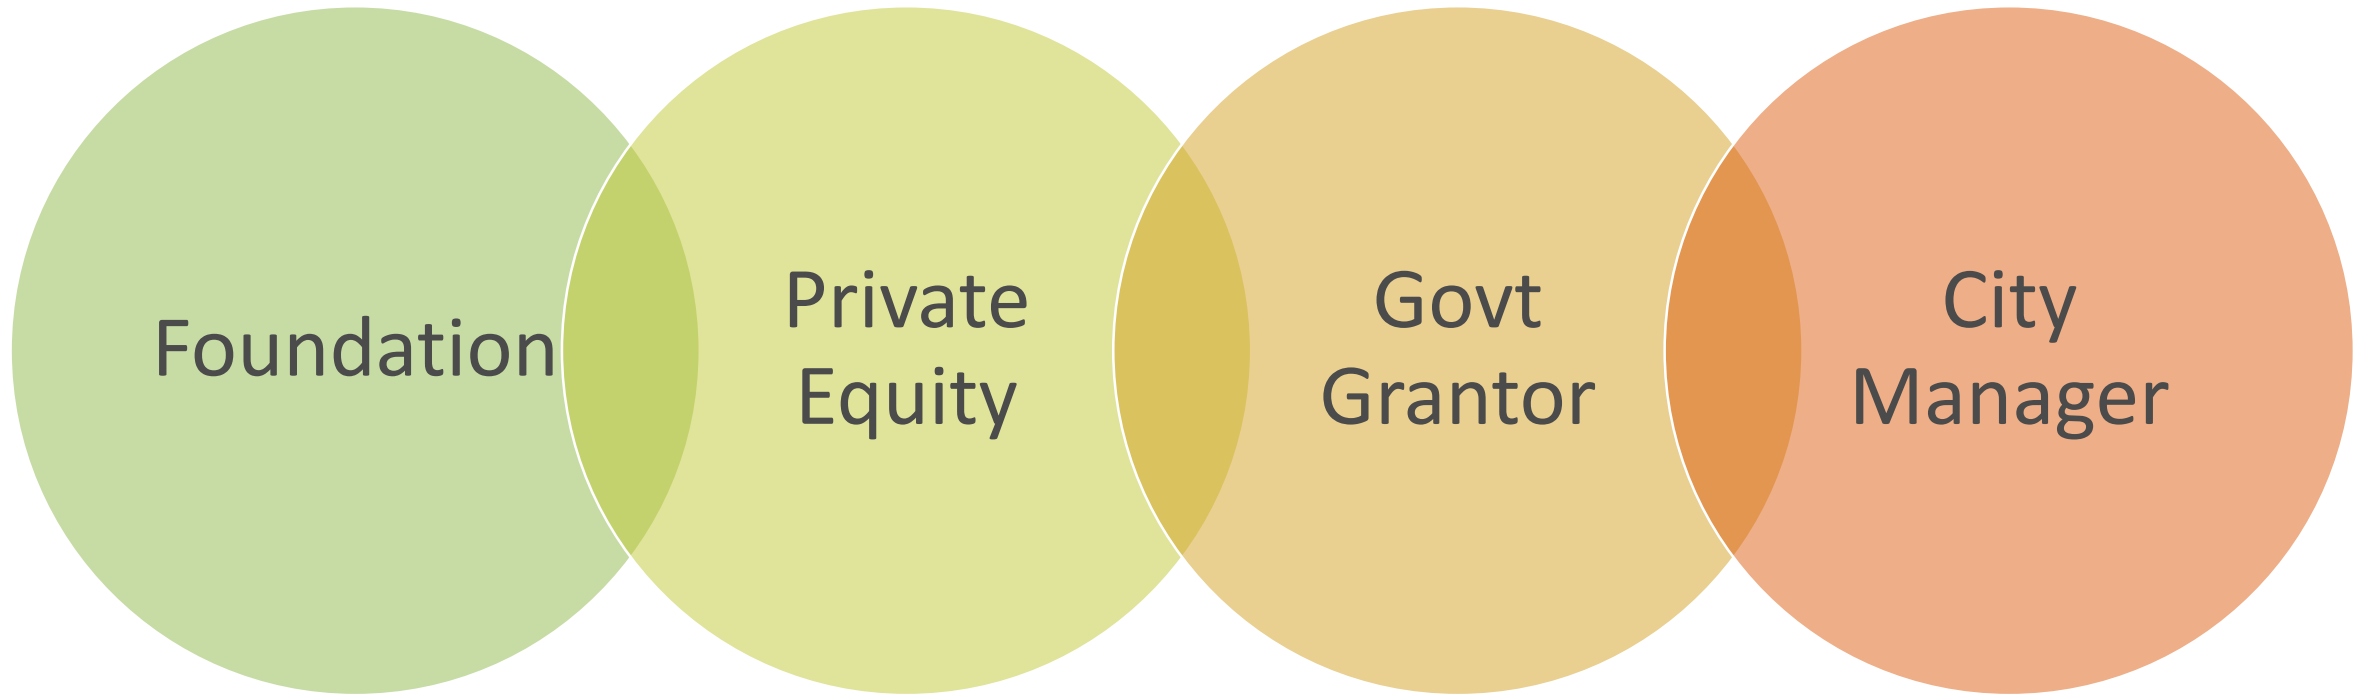 Foundation
Private
Equity
Govt
Grantor
City
Manager